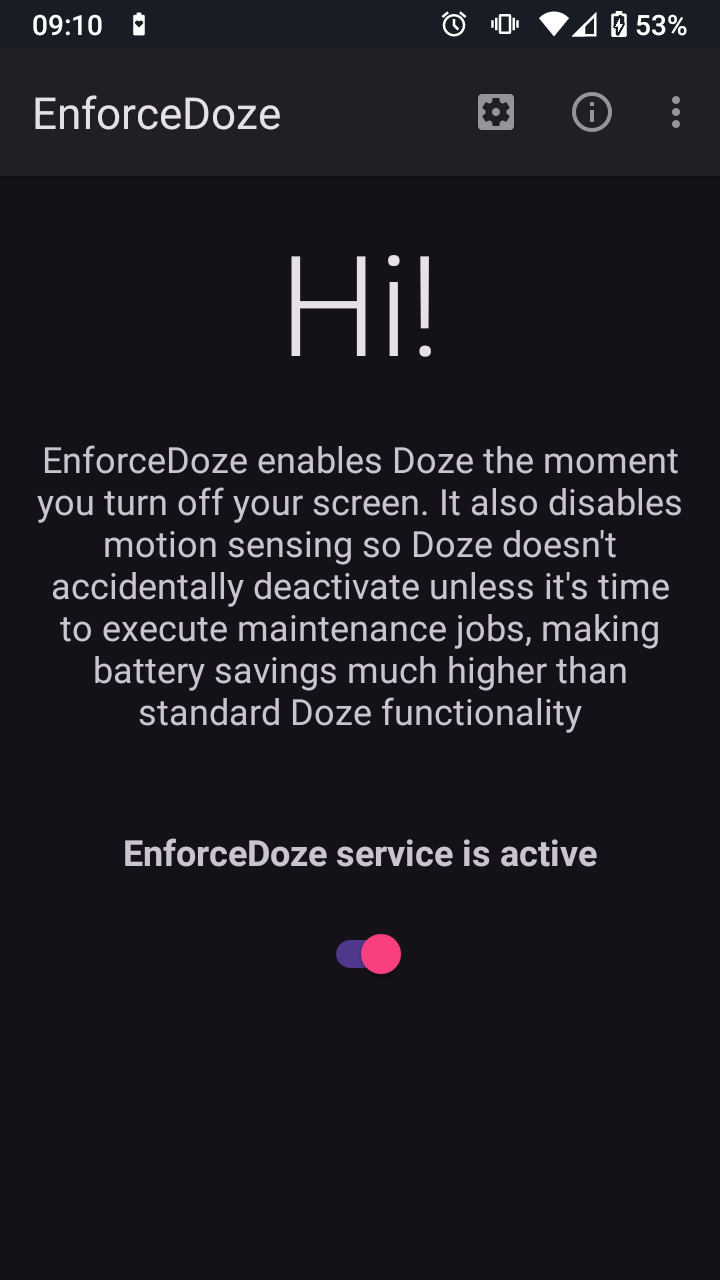 09:10
53%
EnforceDoze
Hi!
EnforceDoze enables Doze the moment
you turn off your screen. It also disables
motion sensing so Doze doesn't
accidentally deactivate unless it's time
to execute maintenance jobs, making
battery savings much higher than
standard Doze functionality
EnforceDoze service is active